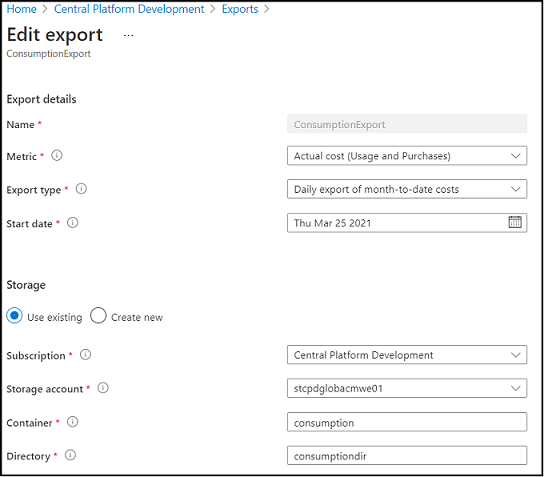 Home > Central Platform Development > Exports >
Edit export ...
ConsumptionExport
Export details
Name * ConsumptionExport
Metric * Actual cost (Usage and Purchases)
Export type * Daily export of month-to-date costs
Start date * Thu Mar 25 2021
Storage
Use existing Create new
Subscription * Central Platform Development
Storage account * stcpdglobacmwe01
Container * consumption
Directory * consumptiondir